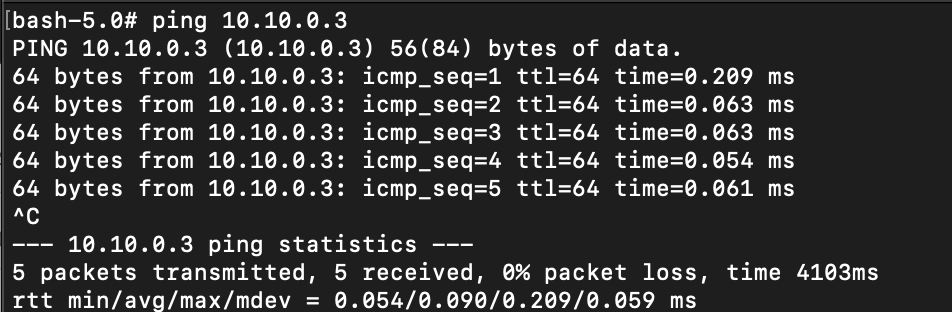 [bash-5.0# ping 10.10.0.3
PING 10.10.0.3 (10.10.0.3) 56(84) bytes of data.
64 bytes from 10.10.0.3: icmp_seq=1 ttl=64 time=0.209 ms
64 bytes from 10.10.0.3: icmp_seq=2 ttl=64 time=0.063 ms
64 bytes from 10.10.0.3: icmp_seq=3 ttl=64 time=0.063 ms
64 bytes from 10.10.0.3: icmp_seq=4 ttl=64 time=0.054 ms
64 bytes from 10.10.0.3: icmp_seq=5 ttl=64 time=0.061 ms
^C
--- 10.10.0.3 ping statistics ---
5 packets transmitted, 5 received, 0% packet loss, time 4103ms
rtt min/avg/max/mdev = 0.054/0.090/0.209/0.059 ms